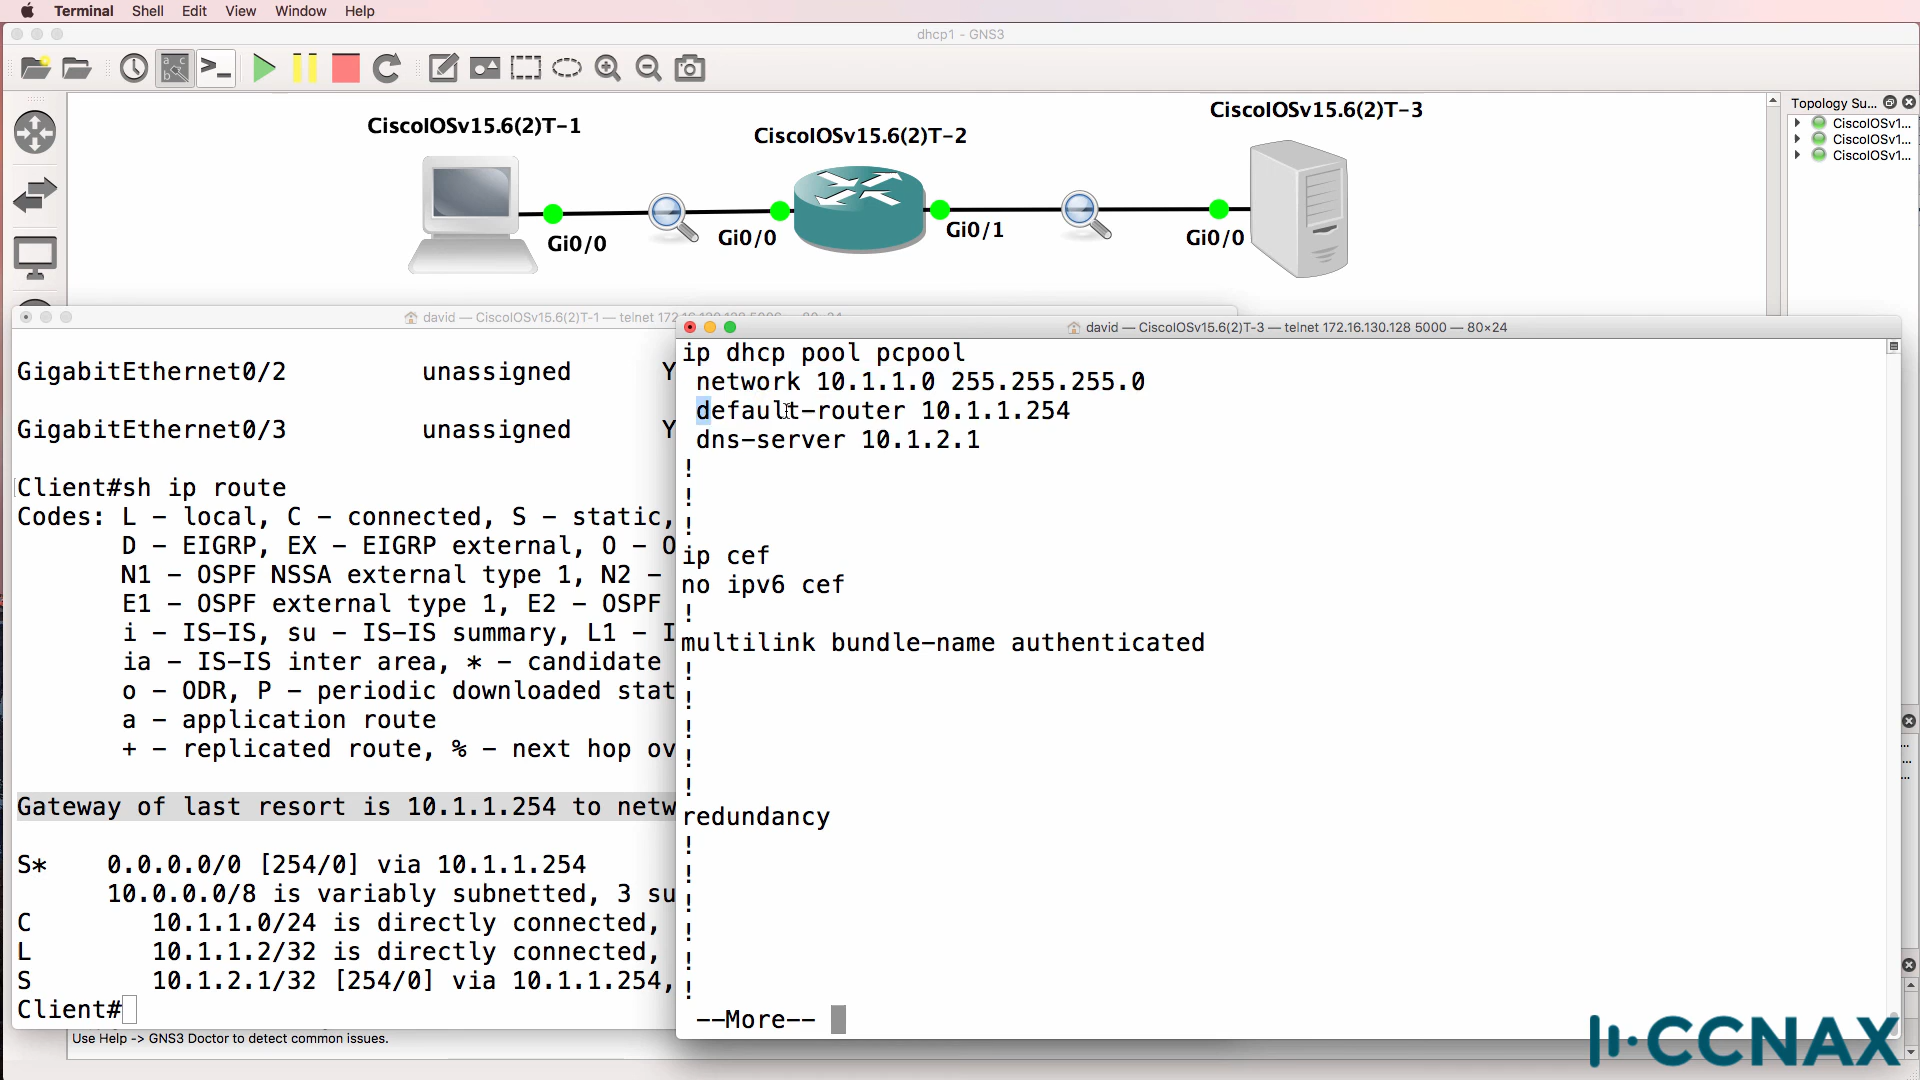 Terminal Shell Edit View Window Help
dhcp1 - GNS3
CiscoIOSv15.6(2)T-1
CiscoIOSv15.6(2)T-2
CiscoIOSv15.6(2)T-3
Gi0/0
Gi0/0
Gi0/1
Gi0/0
Topology Su...
CiscoIOSv1...
CiscoIOSv1...
CiscoIOSv1...
david — CiscoIOSv15.6(2)T-1 — telnet 172.16.130.128 5006 — 80×24
GigabitEthernet0/2 unassigned Y
GigabitEthernet0/3 unassigned Y
Client#sh ip route
Codes: L - local, C - connected, S - static,
D - EIGRP, EX - EIGRP external, O - O
N1 - OSPF NSSA external type 1, N2 -
E1 - OSPF external type 1, E2 - OSPF
i - IS-IS, su - IS-IS summary, L1 - I
ia - IS-IS inter area, * - candidate
o - ODR, P - periodic downloaded stat
a - application route
+ - replicated route, % - next hop ov
Gateway of last resort is 10.1.1.254 to netw
S* 0.0.0.0/0 [254/0] via 10.1.1.254
10.0.0.0/8 is variably subnetted, 3 su
C 10.1.1.0/24 is directly connected,
L 10.1.1.2/32 is directly connected,
S 10.1.2.1/32 [254/0] via 10.1.1.254,
Client#
david — CiscoIOSv15.6(2)T-3 — telnet 172.16.130.128 5000 — 80×24
ip dhcp pool pcpool
network 10.1.1.0 255.255.255.0
default-router 10.1.1.254
dns-server 10.1.2.1
!
!
!
ip cef
no ipv6 cef
!
multilink bundle-name authenticated
!
!
!
!
!
redundancy
!
!
!
!
!
!
--More--
Use Help -> GNS3 Doctor to detect common issues.
CCNAX